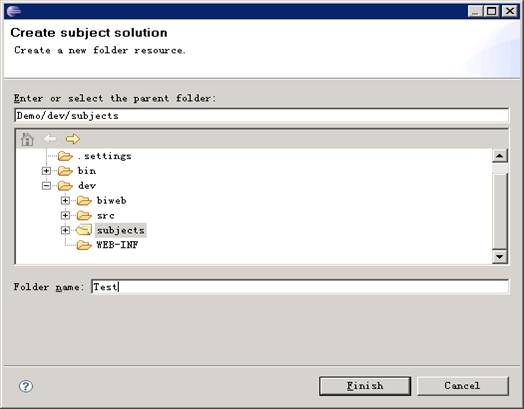 Create subject solution
Create a new folder resource.
Enter or select the parent folder:
Demo/dev/subjects
.settings
bin
dev
biweb
src
subjects
WEB-INF
Folder name: Test
? Finish Cancel